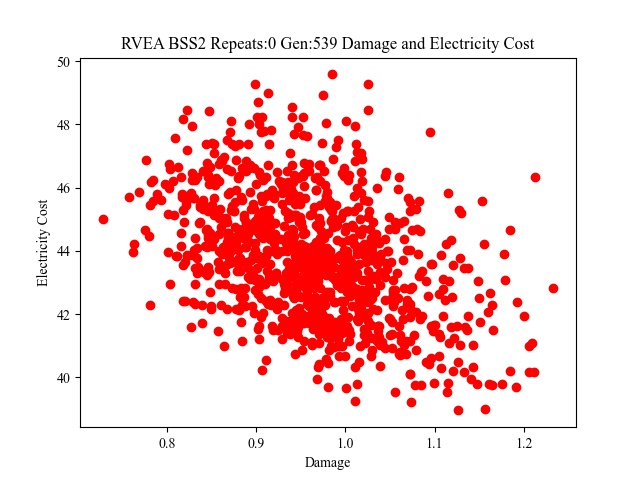 RVEA BSS2 Repeats:0 Gen:539 Damage and Electricity Cost
50
48
46
44
42
40
Electricity Cost
0.8 0.9 1.0 1.1 1.2
Damage